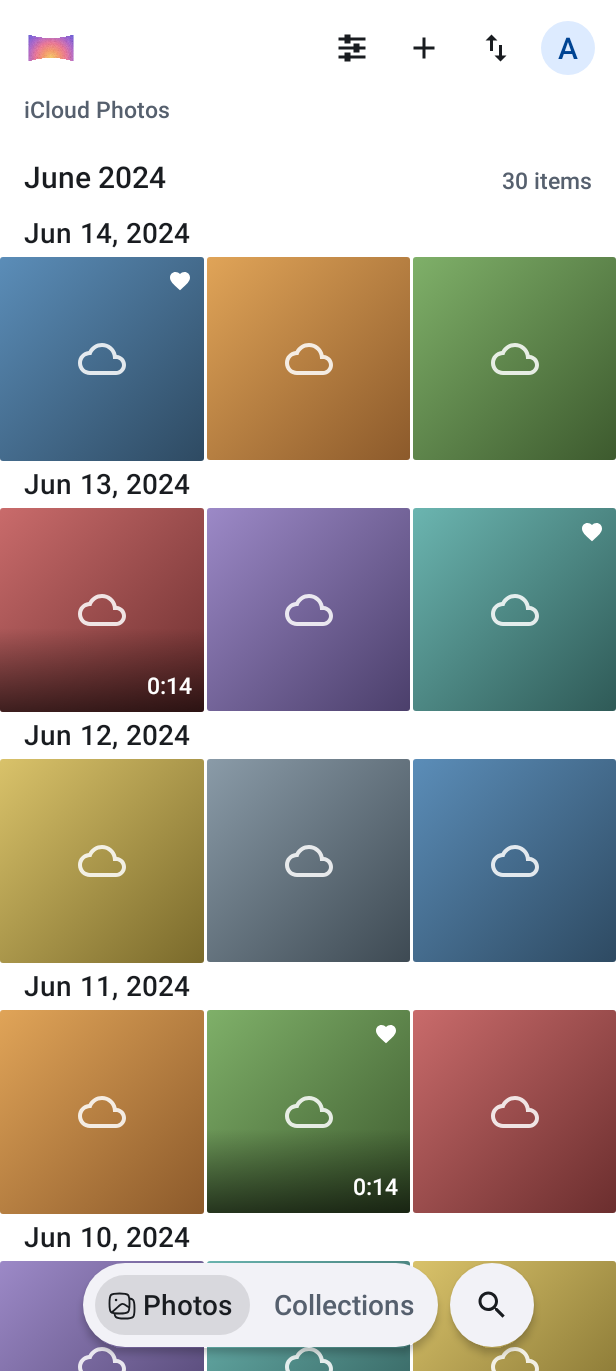 A
iCloud Photos
June 2024
30 items
Jun 14, 2024
Jun 13, 2024
0:14
Jun 12, 2024
Jun 11, 2024
0:14
Jun 10, 2024
Photos
Collections